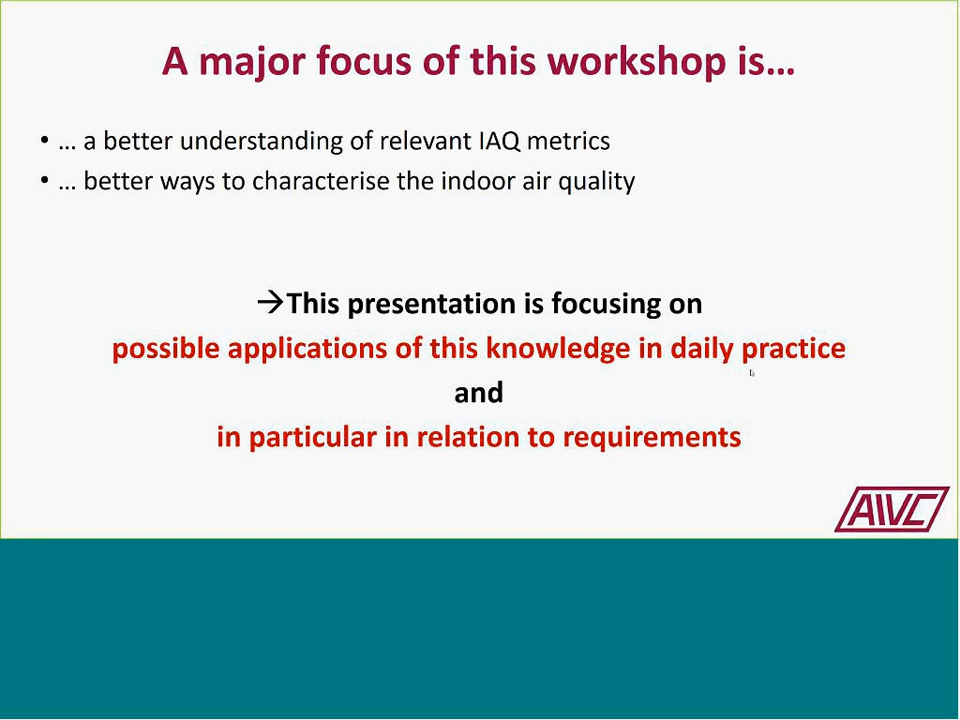 A major focus of this workshop is…
• … a better understanding of relevant IAQ metrics
• … better ways to characterise the indoor air quality
→This presentation is focusing on
possible applications of this knowledge in daily practice
and
in particular in relation to requirements
AIVC